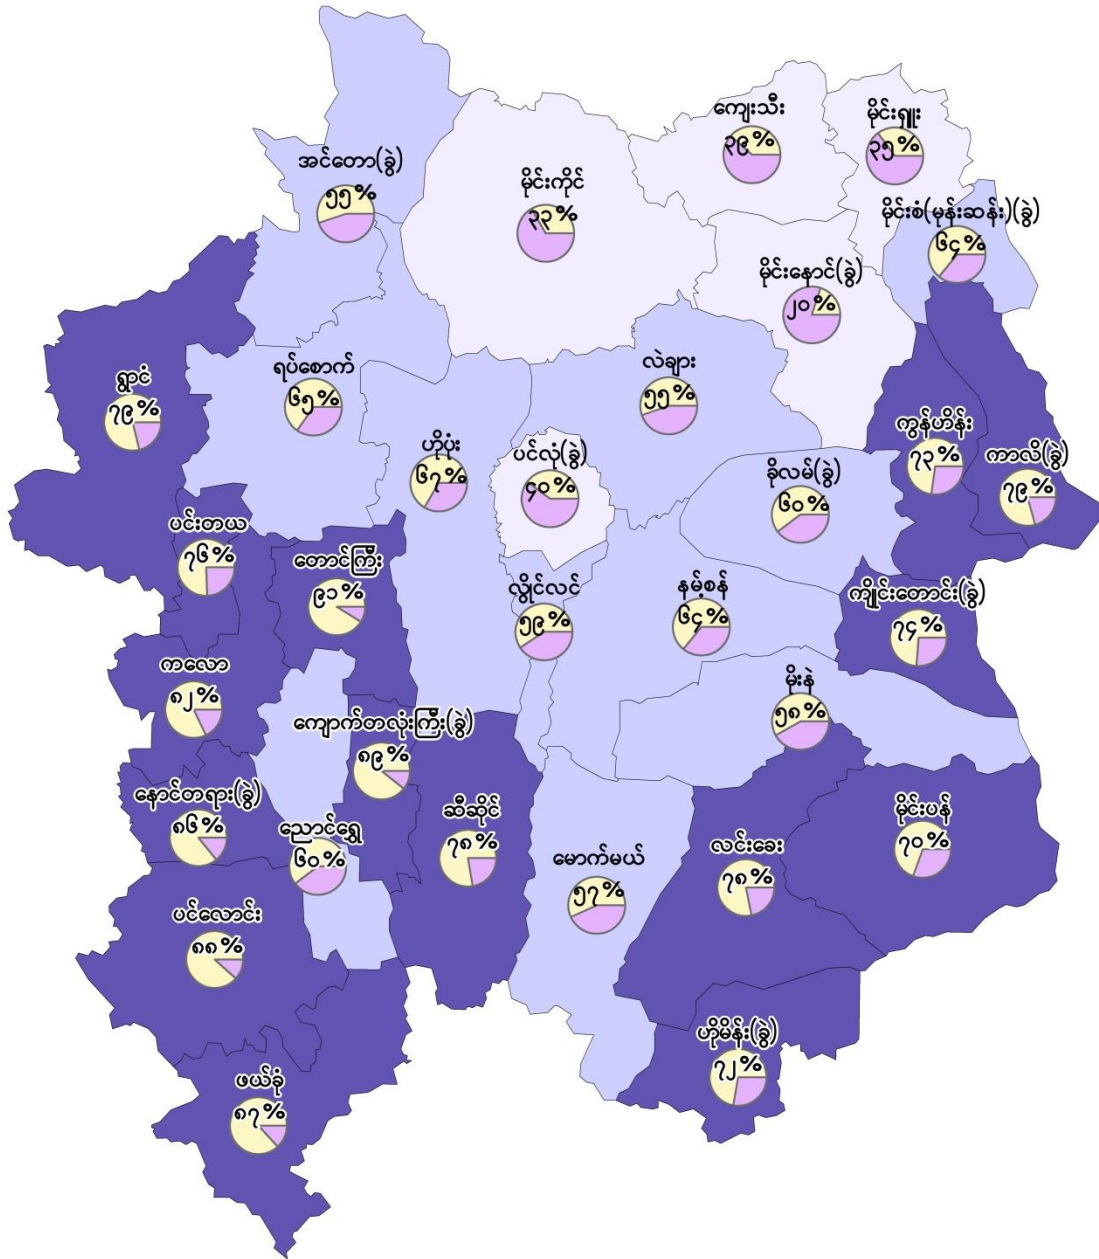 ကျေးသီး
၃၉%
မိုင်းရှူး
၃၅%
အင်တော(ခွဲ)
၅၅%
မိုင်းကိုင်
၃၃%
မိုင်းစံ(မုန်းဆန်း)(ခွဲ)
၆၄%
မိုင်းနောင်(ခွဲ)
၂၀%
ရွာငံ
၇၉%
ရပ်စောက်
၆၅%
လဲချား
၅၅%
ကွန်ဟိန်း
၇၃%
ကာလိ(ခွဲ)
၇၉%
ဟိုပုံး
၆၇%
ပင်လုံ(ခွဲ)
၄၀%
ခိုလမ်(ခွဲ)
၆၀%
ပင်းတယ
၇၆%
တောင်ကြီး
၉၁%
လွိုင်လင်
၅၉%
နမ့်စန်
၆၄%
ကျိုင်းတောင်း(ခွဲ)
၇၄%
ကလော
၈၂%
မိုးနဲ
၅၈%
ကျောက်တလုံးကြီး(ခွဲ)
၈၉%
နောင်တရား(ခွဲ)
၈၆%
ညောင်ရွှေ
၆၀%
ဆီဆိုင်
၇၈%
မောက်မယ်
၅၇%
လင်းခေး
၇၈%
မိုင်းပန်
၇၀%
ပင်လောင်း
၈၈%
ဟိုမိန်း(ခွဲ)
၇၂%
ဖယ်ခုံ
၈၇%